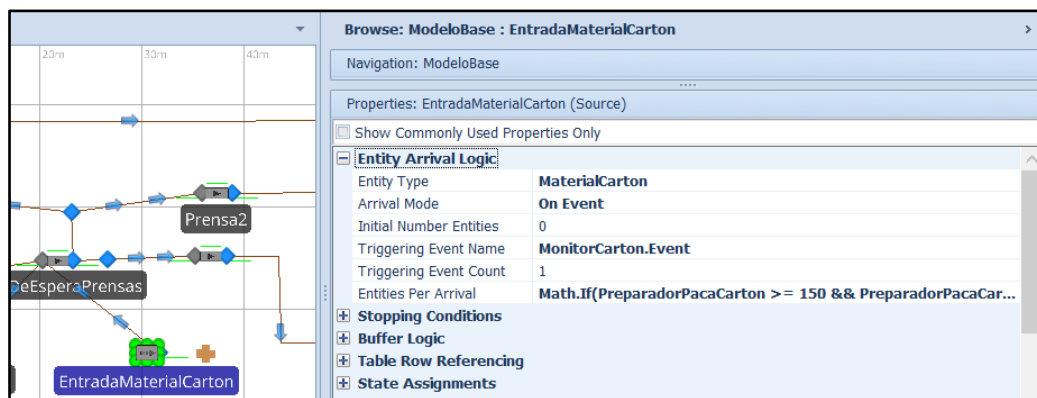 20m
30m
40m
Prensa2
DeEsperaPrensas
EntradaMaterialCarton
Browse: ModeloBase : EntradaMaterialCarton
Navigation: ModeloBase
Properties: EntradaMaterialCarton (Source)
Show Commonly Used Properties Only
Entity Arrival Logic
Entity Type MaterialCarton
Arrival Mode On Event
Initial Number Entities 0
Triggering Event Name MonitorCarton.Event
Triggering Event Count 1
Entities Per Arrival Math.If(PreparadorPacaCarton >= 150 && PreparadorPacaCar...
Stopping Conditions
Buffer Logic
Table Row Referencing
State Assignments